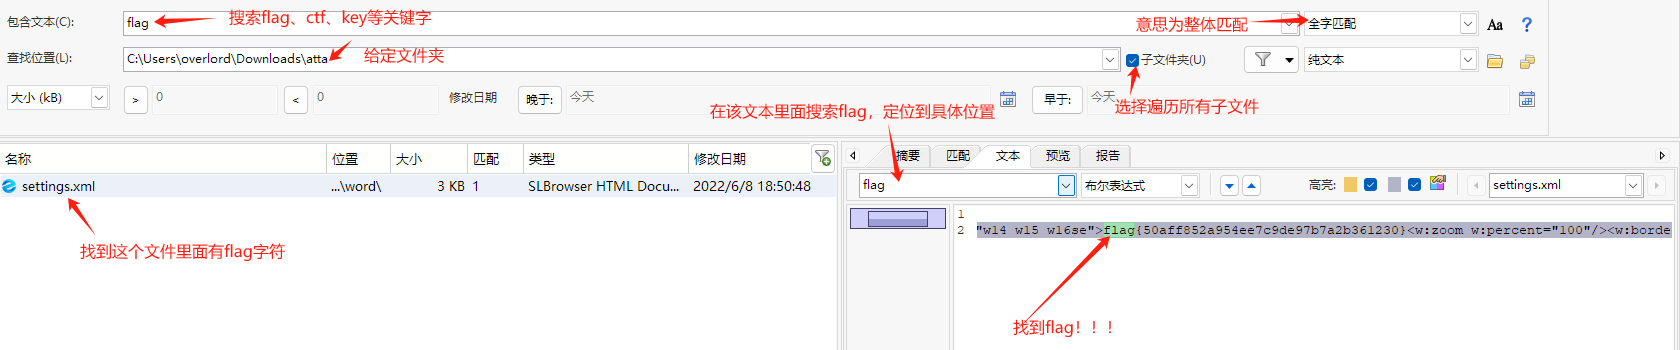 包含文本(C):
flag
搜索flag、ctf、key等关键字
意思为整体匹配
全字匹配
Aa
?
查找位置(L):
C:\Users\overlord\Downloads\atta
给定文件夹
子文件夹(U)
纯文本
大小 (kB)
>
0
<
0
修改日期
晚于:
今天
早于:
今天
选择遍历所有子文件
在该文本里面搜索flag，定位到具体位置
名称
位置
大小
匹配
类型
修改日期
settings.xml
...\word\
3 KB
1
SLBrowser HTML Docu...
2022/6/8 18:50:48
找到这个文件里面有flag字符
摘要
匹配
文本
预览
报告
flag
布尔表达式
高亮:
settings.xml
1
2
"w14 w15 w16se">flag{50aff852a954ee7c9de97b7a2b361230}<w:zoom w:percent="100"/><w:borde
找到flag！！！